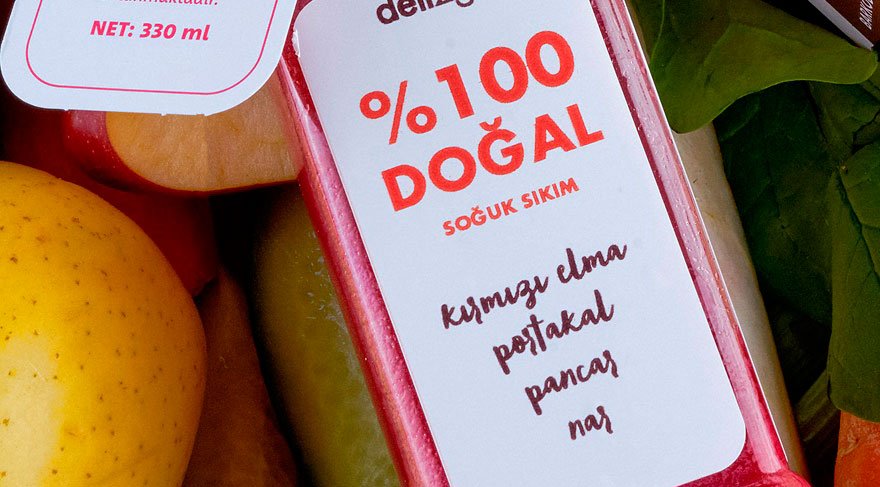 NET: 330 ml
%100
DOĞAL
SOĞUK SIKIM
kırmızı elma
portakal
pancar
nar